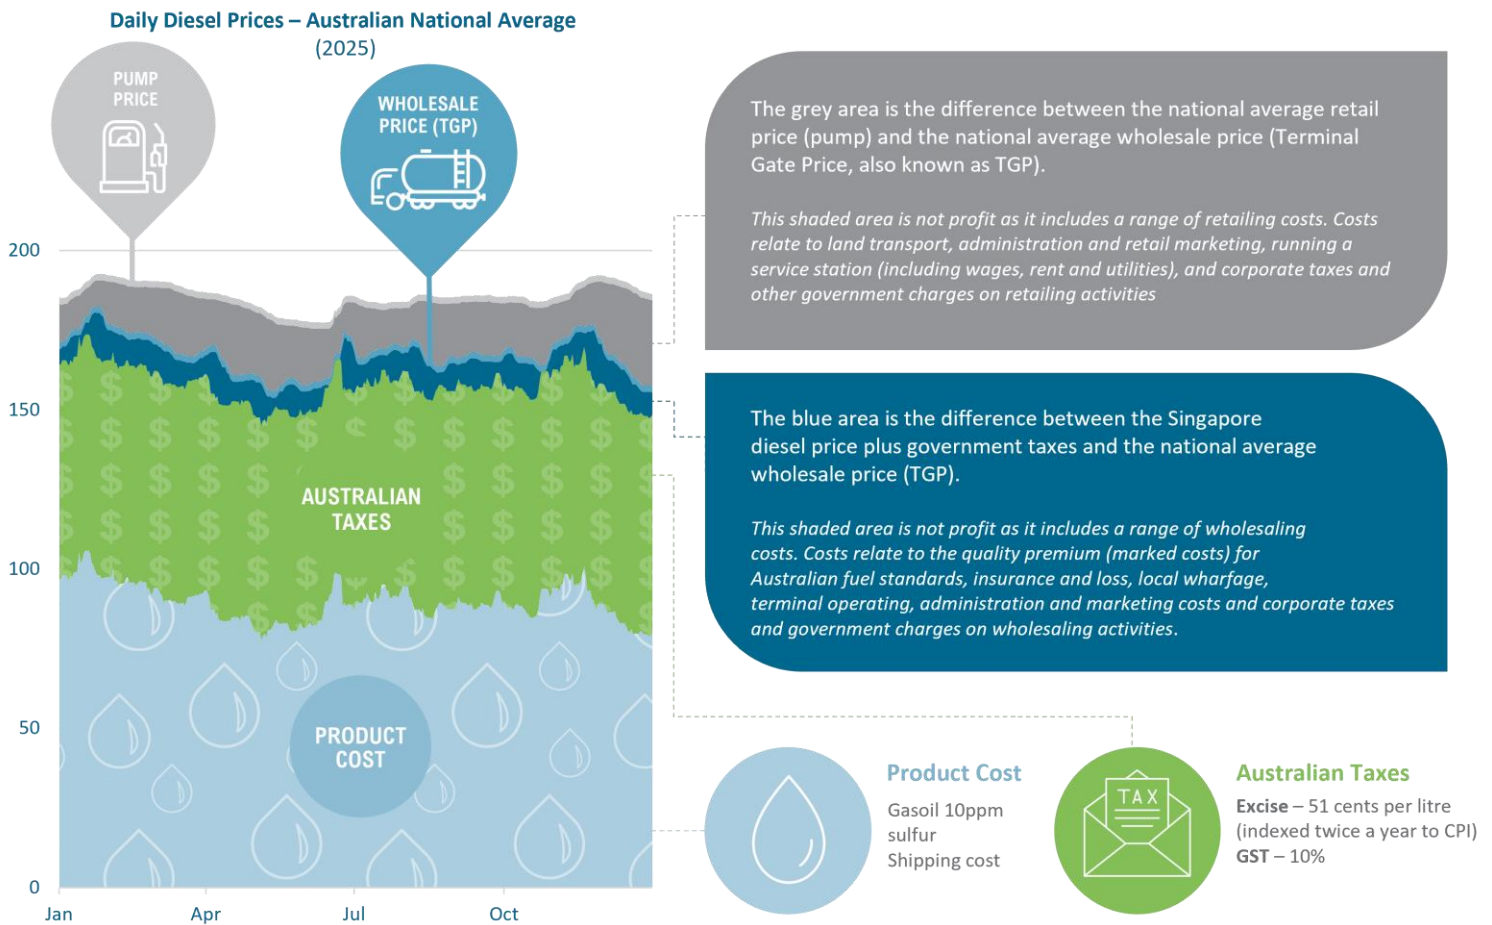 Daily Diesel Prices – Australian National Average
(2025)
PUMP
PRICE
WHOLESALE
PRICE (TGP)
200
150
100
50
0
Jan
Apr
Jul
Oct
AUSTRALIAN
TAXES
PRODUCT
COST
The grey area is the difference between the national average retail
price (pump) and the national average wholesale price (Terminal
Gate Price, also known as TGP).
This shaded area is not profit as it includes a range of retailing costs. Costs
relate to land transport, administration and retail marketing, running a
service station (including wages, rent and utilities), and corporate taxes and
other government charges on retailing activities
The blue area is the difference between the Singapore
diesel price plus government taxes and the national average
wholesale price (TGP).
This shaded area is not profit as it includes a range of wholesaling
costs. Costs relate to the quality premium (marked costs) for
Australian fuel standards, insurance and loss, local wharfage,
terminal operating, administration and marketing costs and corporate taxes
and government charges on wholesaling activities.
Product Cost
Gasoil 10ppm
sulfur
Shipping cost
TAX
Australian Taxes
Excise – 51 cents per litre
(indexed twice a year to CPI)
GST – 10%